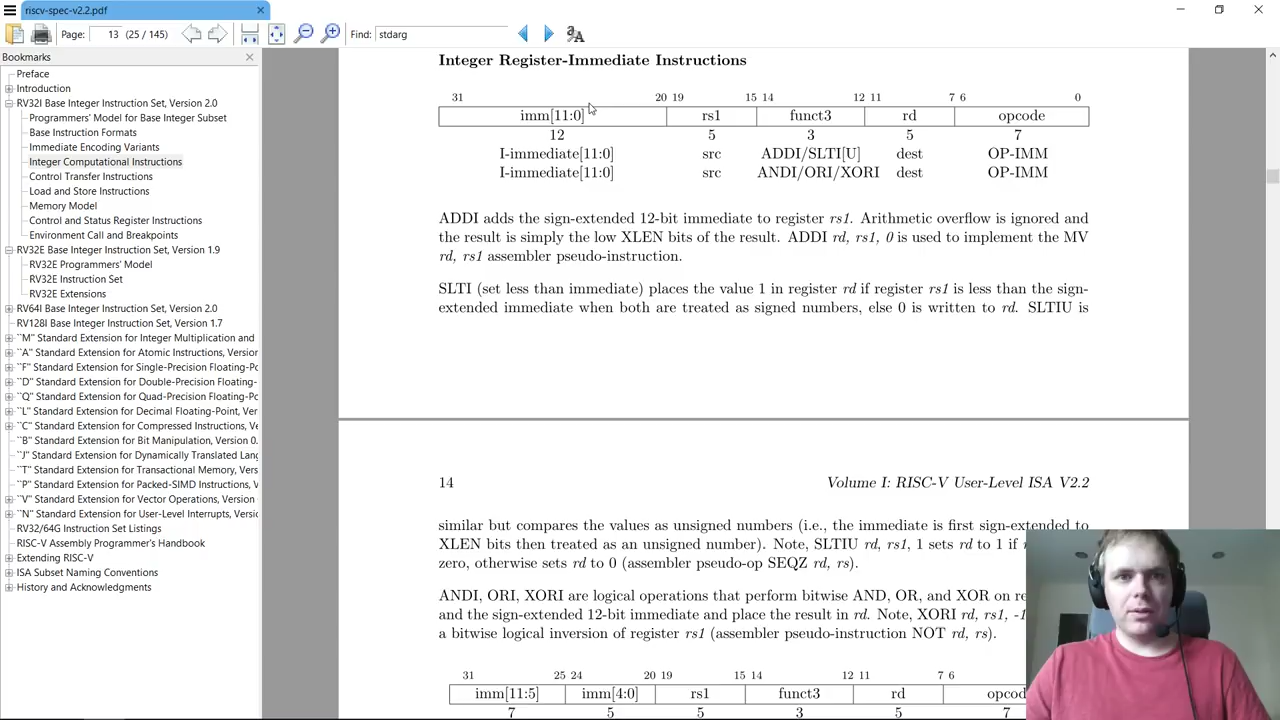 riscv-spec-v2.2.pdf
Page: 13 (25 / 145) Find: stdarg
Bookmarks
Preface
Introduction
RV32I Base Integer Instruction Set, Version 2.0
Programmers' Model for Base Integer Subset
Base Instruction Formats
Immediate Encoding Variants
Integer Computational Instructions
Control Transfer Instructions
Load and Store Instructions
Memory Model
Control and Status Register Instructions
Environment Call and Breakpoints
RV32E Base Integer Instruction Set, Version 1.9
RV32E Programmers' Model
RV32E Instruction Set
RV32E Extensions
RV64I Base Integer Instruction Set, Version 2.0
RV128I Base Integer Instruction Set, Version 1.7
``M'' Standard Extension for Integer Multiplication and
``A'' Standard Extension for Atomic Instructions, Version
``F'' Standard Extension for Single-Precision Floating-Po
``D'' Standard Extension for Double-Precision Floating-
``Q'' Standard Extension for Quad-Precision Floating-Po
``L'' Standard Extension for Decimal Floating-Point, Ver
``C'' Standard Extension for Compressed Instructions, Ve
``B'' Standard Extension for Bit Manipulation, Version 0.
``J'' Standard Extension for Dynamically Translated Lang
``T'' Standard Extension for Transactional Memory, Vers
``P'' Standard Extension for Packed-SIMD Instructions, V
``V'' Standard Extension for Vector Operations, Version
``N'' Standard Extension for User-Level Interrupts, Versio
RV32/64G Instruction Set Listings
RISC-V Assembly Programmer's Handbook
Extending RISC-V
ISA Subset Naming Conventions
History and Acknowledgments
Integer Register-Immediate Instructions
31 20 19 15 14 12 11 7 6 0
imm[11:0] rs1 funct3 rd opcode
12 5 3 5 7
I-immediate[11:0] src ADDI/SLTI[U] dest OP-IMM
I-immediate[11:0] src ANDI/ORI/XORI dest OP-IMM
ADDI adds the sign-extended 12-bit immediate to register rs1. Arithmetic overflow is ignored and
the result is simply the low XLEN bits of the result. ADDI rd, rs1, 0 is used to implement the MV
rd, rs1 assembler pseudo-instruction.
SLTI (set less than immediate) places the value 1 in register rd if register rs1 is less than the sign-
extended immediate when both are treated as signed numbers, else 0 is written to rd. SLTIU is
14 Volume I: RISC-V User-Level ISA V2.2
similar but compares the values as unsigned numbers (i.e., the immediate is first sign-extended to
XLEN bits then treated as an unsigned number). Note, SLTIU rd, rs1, 1 sets rd to 1 if
zero, otherwise sets rd to 0 (assembler pseudo-op SEQZ rd, rs).
ANDI, ORI, XORI are logical operations that perform bitwise AND, OR, and XOR on re
and the sign-extended 12-bit immediate and place the result in rd. Note, XORI rd, rs1, -1
a bitwise logical inversion of register rs1 (assembler pseudo-instruction NOT rd, rs).
31 25 24 20 19 15 14 12 11 7 6
imm[11:5] imm[4:0] rs1 funct3 rd opco
7 5 5 3 5 7